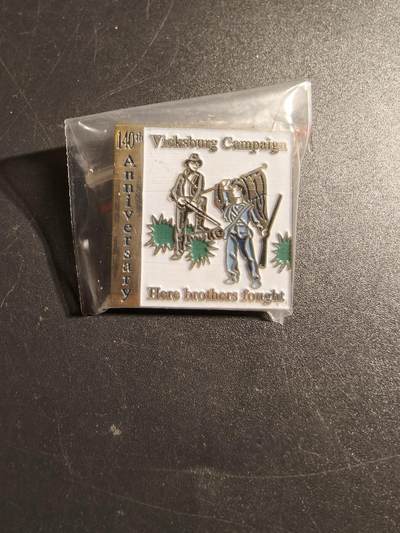 140th Anniversary
Vicksburg Campaign
Here brothers fought